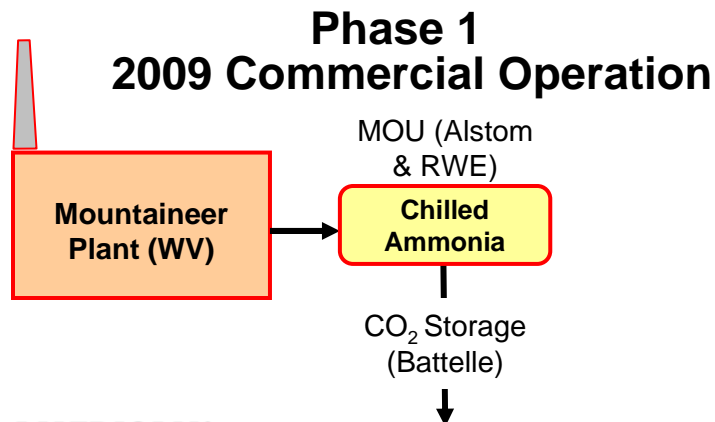 Phase 1
2009 Commercial Operation
MOU (Alstom
& RWE)
Mountaineer
Plant (WV)
Chilled
Ammonia
CO₂ Storage
(Battelle)